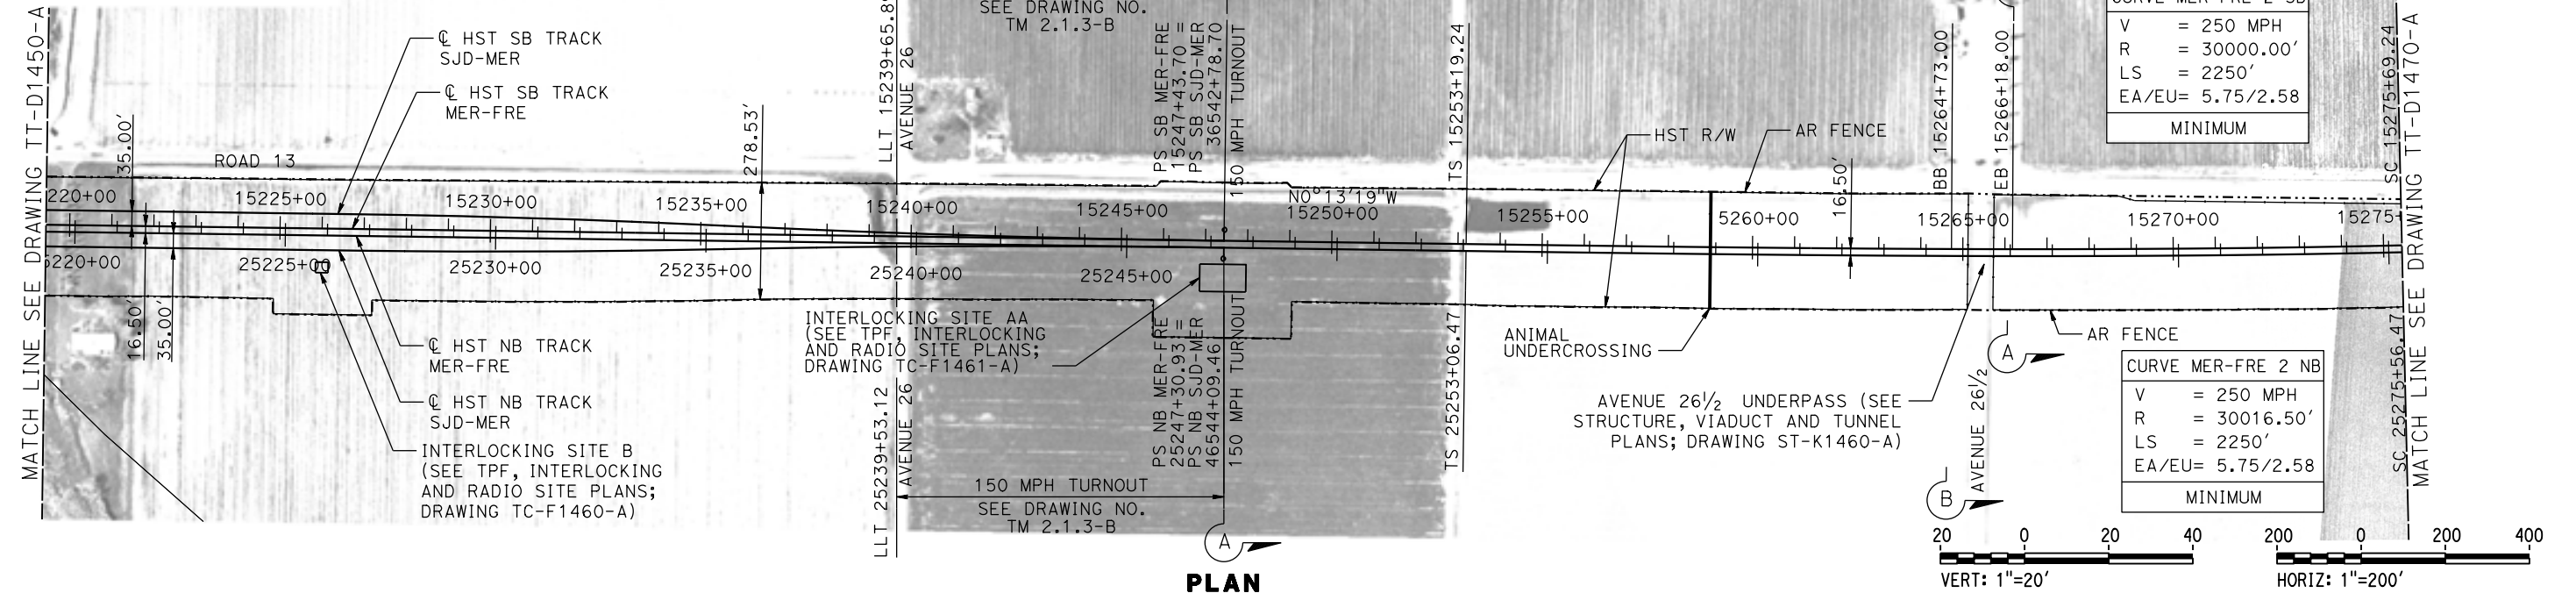 MATCH LINE SEE DRAWING TT-D1450-A
℄ HST SB TRACK
SJD-MER
℄ HST SB TRACK
MER-FRE
35.00'
ROAD 13
278.53'
LLT 15239+65.89
AVENUE 26
SEE DRAWING NO.
TM 2.1.3-B
PS SB MER-FRE
15247+43.70 =
PS SB SJD-MER
36542+78.70
150 MPH TURNOUT
TS 15253+19.24
HST R/W
AR FENCE
16.50'
BB 15264+73.00
EB 15266+18.00
CURVE MER-FRE 2 SB
V = 250 MPH
R = 30000.00'
LS = 2250'
EA/EU= 5.75/2.58
MINIMUM
SC 15275+69.24
MATCH LINE SEE DRAWING TT-D1470-A
220+00
15225+00
15230+00
15235+00
15240+00
15245+00
N0°13'19"W
15250+00
15255+00
15260+00
15265+00
15270+00
15275+
5220+00
25225+00
25230+00
25235+00
25240+00
25245+00
16.50'
35.00'
℄ HST NB TRACK
MER-FRE
℄ HST NB TRACK
SJD-MER
INTERLOCKING SITE B
(SEE TPF, INTERLOCKING
AND RADIO SITE PLANS;
DRAWING TC-F1460-A)
INTERLOCKING SITE AA
(SEE TPF, INTERLOCKING
AND RADIO SITE PLANS;
DRAWING TC-F1461-A)
LLT 25239+53.12
AVENUE 26
PS NB MER-FRE
25247+30.93 =
PS NB SJD-MER
46544+09.46
150 MPH TURNOUT
150 MPH TURNOUT
SEE DRAWING NO.
TM 2.1.3-B
A
TS 25253+06.47
ANIMAL
UNDERCROSSING
AVENUE 26½ UNDERPASS (SEE
STRUCTURE, VIADUCT AND TUNNEL
PLANS; DRAWING ST-K1460-A)
AVENUE 26½
A
B
AR FENCE
CURVE MER-FRE 2 NB
V = 250 MPH
R = 30016.50'
LS = 2250'
EA/EU= 5.75/2.58
MINIMUM
SC 25275+56.47
20 0 20 40
VERT: 1"=20'
200 0 200 400
HORIZ: 1"=200'
PLAN